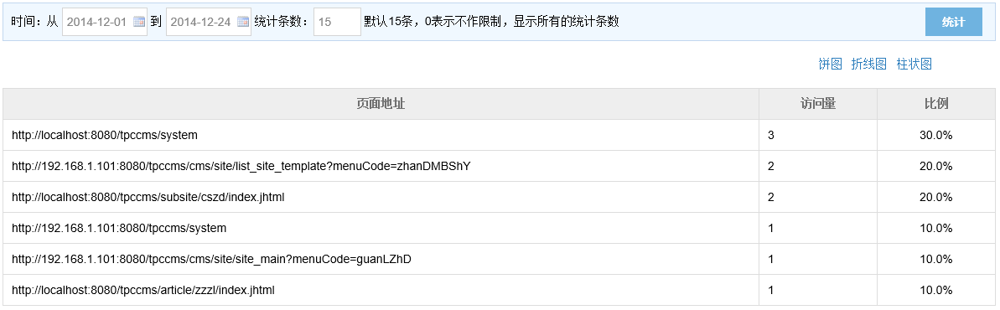 时间：从 2014-12-01 到 2014-12-24 统计条数：15 默认15条，0表示不作限制，显示所有的统计条数 统计
饼图 折线图 柱状图
页面地址 访问量 比例
http://localhost:8080/tpccms/system 3 30.0%
http://192.168.1.101:8080/tpccms/cms/site/list_site_template?menuCode=zhanDMBShY 2 20.0%
http://localhost:8080/tpccms/subsite/cszd/index.jhtml 2 20.0%
http://192.168.1.101:8080/tpccms/system 1 10.0%
http://192.168.1.101:8080/tpccms/cms/site/site_main?menuCode=guanLZhD 1 10.0%
http://localhost:8080/tpccms/article/zzzl/index.jhtml 1 10.0%